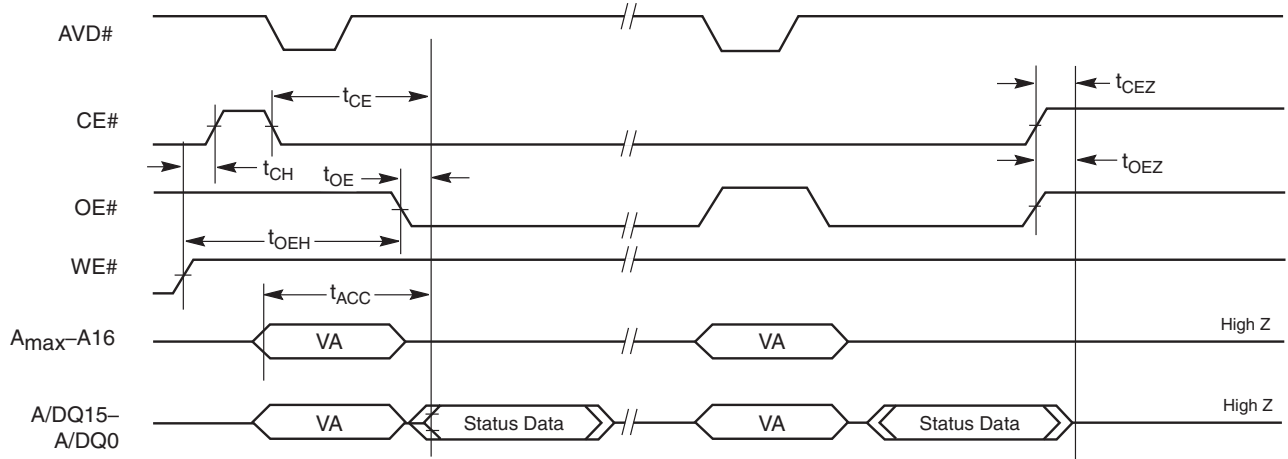 AVD#
tCE
tCEZ
CE#
tCH
tOE
tOEZ
OE#
tOEH
WE#
tACC
Amax–A16
VA
VA
High Z
A/DQ15–
A/DQ0
VA
Status Data
VA
Status Data
High Z